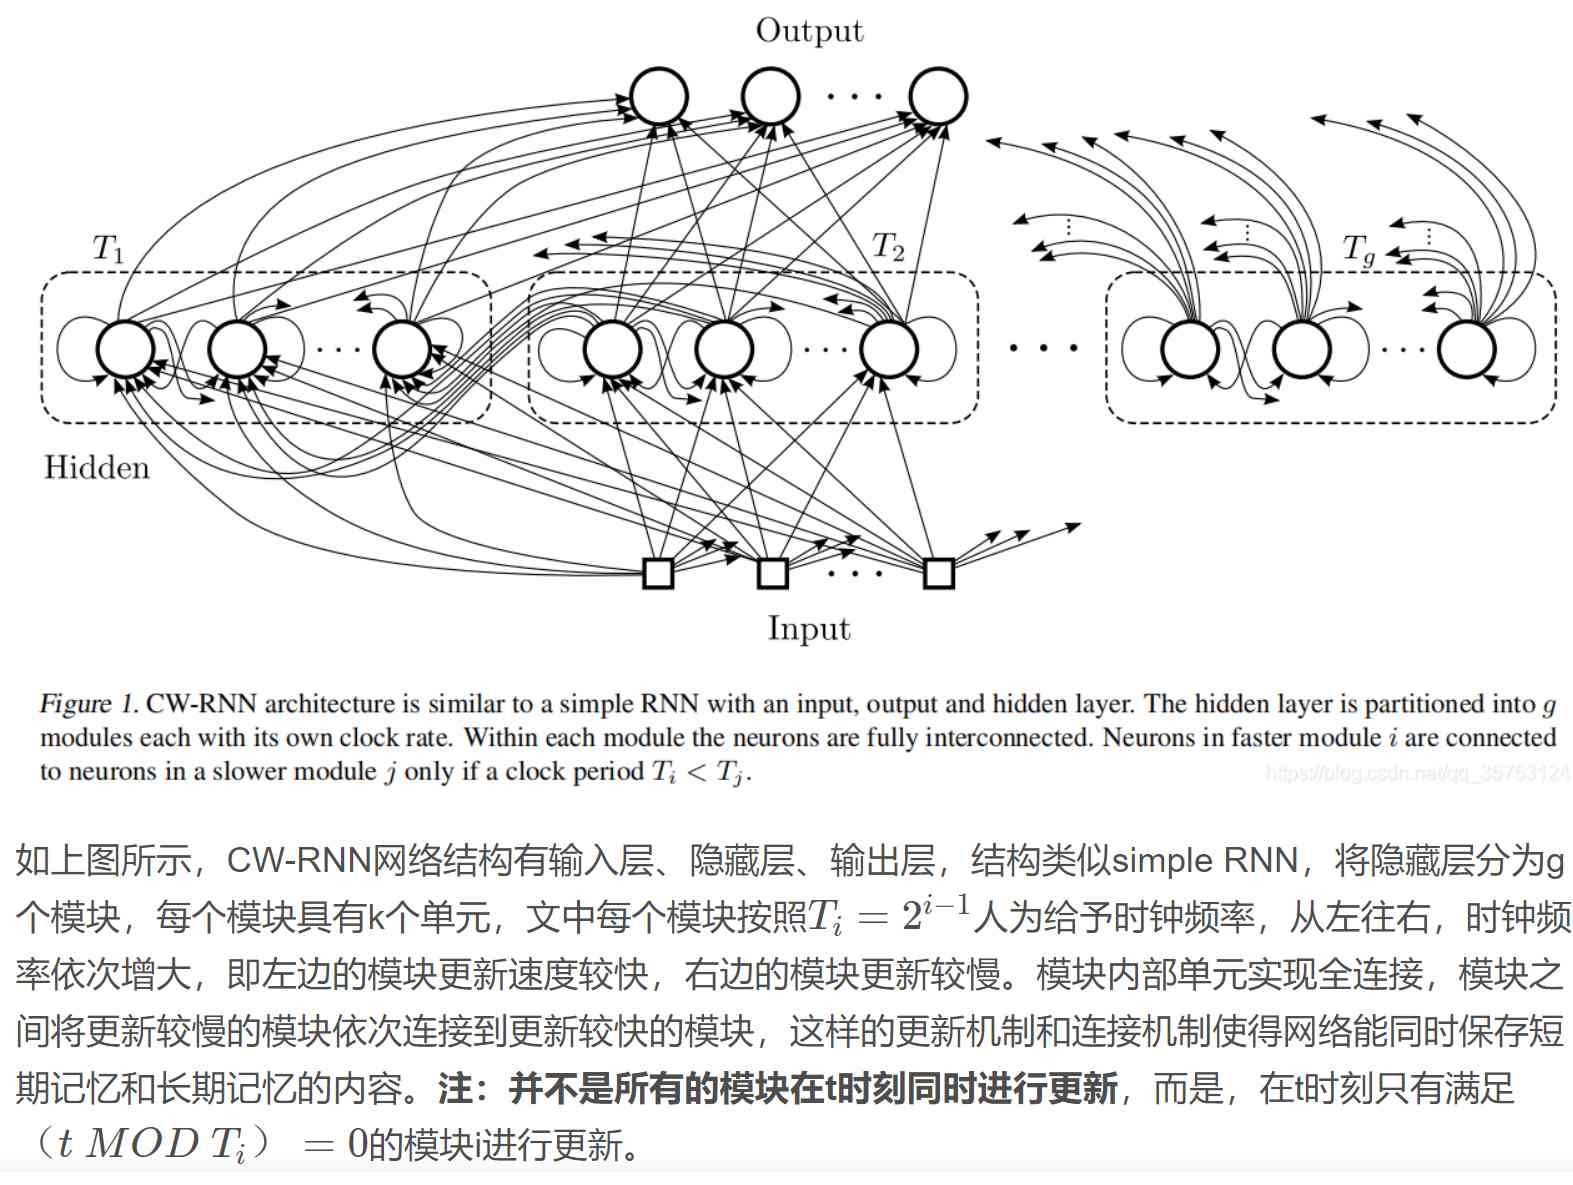 Output
T₁
T₂
T_g
Hidden
Input
Figure 1. CW-RNN architecture is similar to a simple RNN with an input, output and hidden layer. The hidden layer is partitioned into g
modules each with its own clock rate. Within each module the neurons are fully interconnected. Neurons in faster module i are connected
to neurons in a slower module j only if a clock period T_i < T_j.
https://blog.csdn.net/qq_35753124
如上图所示，CW-RNN网络结构有输入层、隐藏层、输出层，结构类似simple RNN，将隐藏层分为g
个模块，每个模块具有k个单元，文中每个模块按照T_i = 2^{i-1}人为给予时钟频率，从左往右，时钟频
率依次增大，即左边的模块更新速度较快，右边的模块更新较慢。模块内部单元实现全连接，模块之
间将更新较慢的模块依次连接到更新较快的模块，这样的更新机制和连接机制使得网络能同时保存短
期记忆和长期记忆的内容。注：并不是所有的模块在t时刻同时进行更新，而是，在t时刻只有满足
（t MOD T_i） = 0的模块i进行更新。